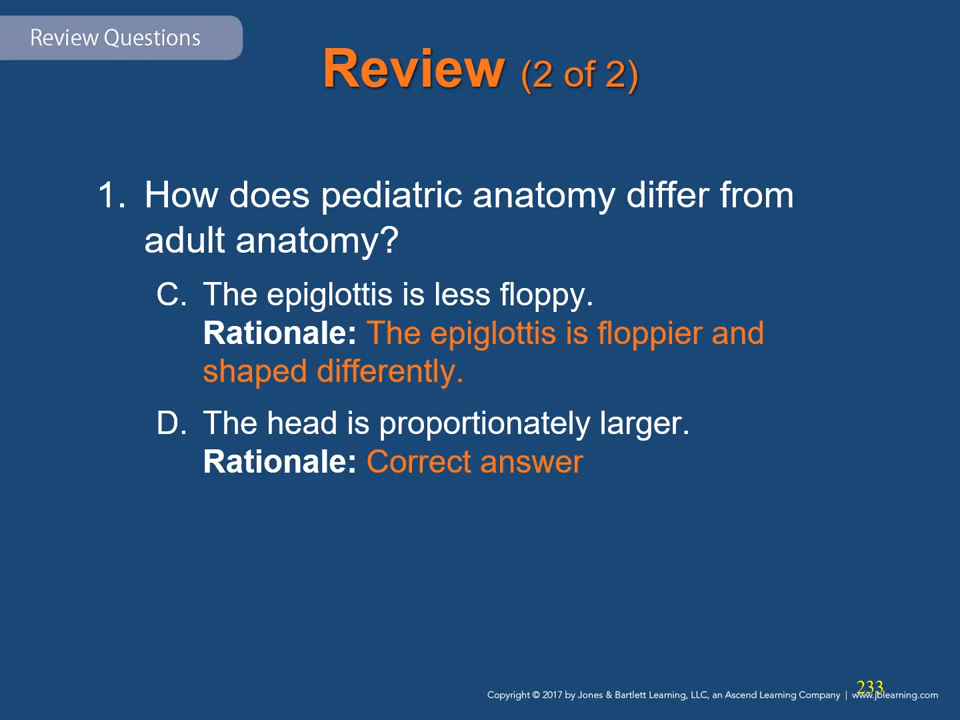 Review Questions
Review (2 of 2)
1. How does pediatric anatomy differ from
adult anatomy?
C. The epiglottis is less floppy.
Rationale: The epiglottis is floppier and
shaped differently.
D. The head is proportionately larger.
Rationale: Correct answer
233
Copyright © 2017 by Jones & Bartlett Learning, LLC, an Ascend Learning Company | www.jblearning.com